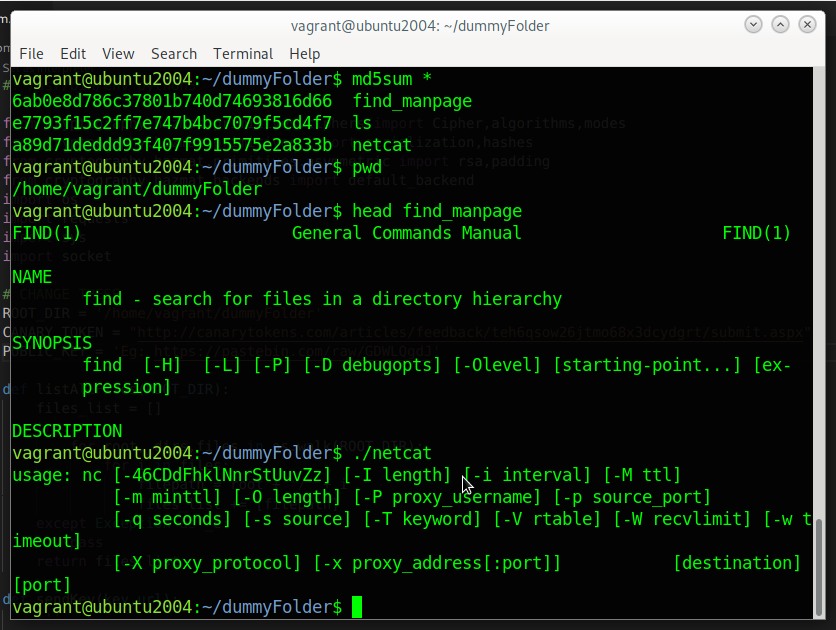 vagrant@ubuntu2004: ~/dummyFolder
File Edit View Search Terminal Help
vagrant@ubuntu2004:~/dummyFolder$ md5sum *
6ab0e8d786c37801b740d74693816d66  find_manpage
e7793f15c2ff7e747b4bc7079f5cd4f7  ls
a89d71deddd93f407f9915575e2a833b  netcat
vagrant@ubuntu2004:~/dummyFolder$ pwd
/home/vagrant/dummyFolder
vagrant@ubuntu2004:~/dummyFolder$ head find_manpage
FIND(1)                     General Commands Manual                    FIND(1)
NAME
       find - search for files in a directory hierarchy
SYNOPSIS
       find  [-H]  [-L] [-P] [-D debugopts] [-Olevel] [starting-point...] [ex-
       pression]
DESCRIPTION
vagrant@ubuntu2004:~/dummyFolder$ ./netcat
usage: nc [-46CDdFhklNnrStUuvZz] [-I length] [-i interval] [-M ttl]
          [-m minttl] [-O length] [-P proxy_username] [-p source_port]
          [-q seconds] [-s source] [-T keyword] [-V rtable] [-W recvlimit] [-w t
imeout]
          [-X proxy_protocol] [-x proxy_address[:port]]           [destination]
[port]
vagrant@ubuntu2004:~/dummyFolder$